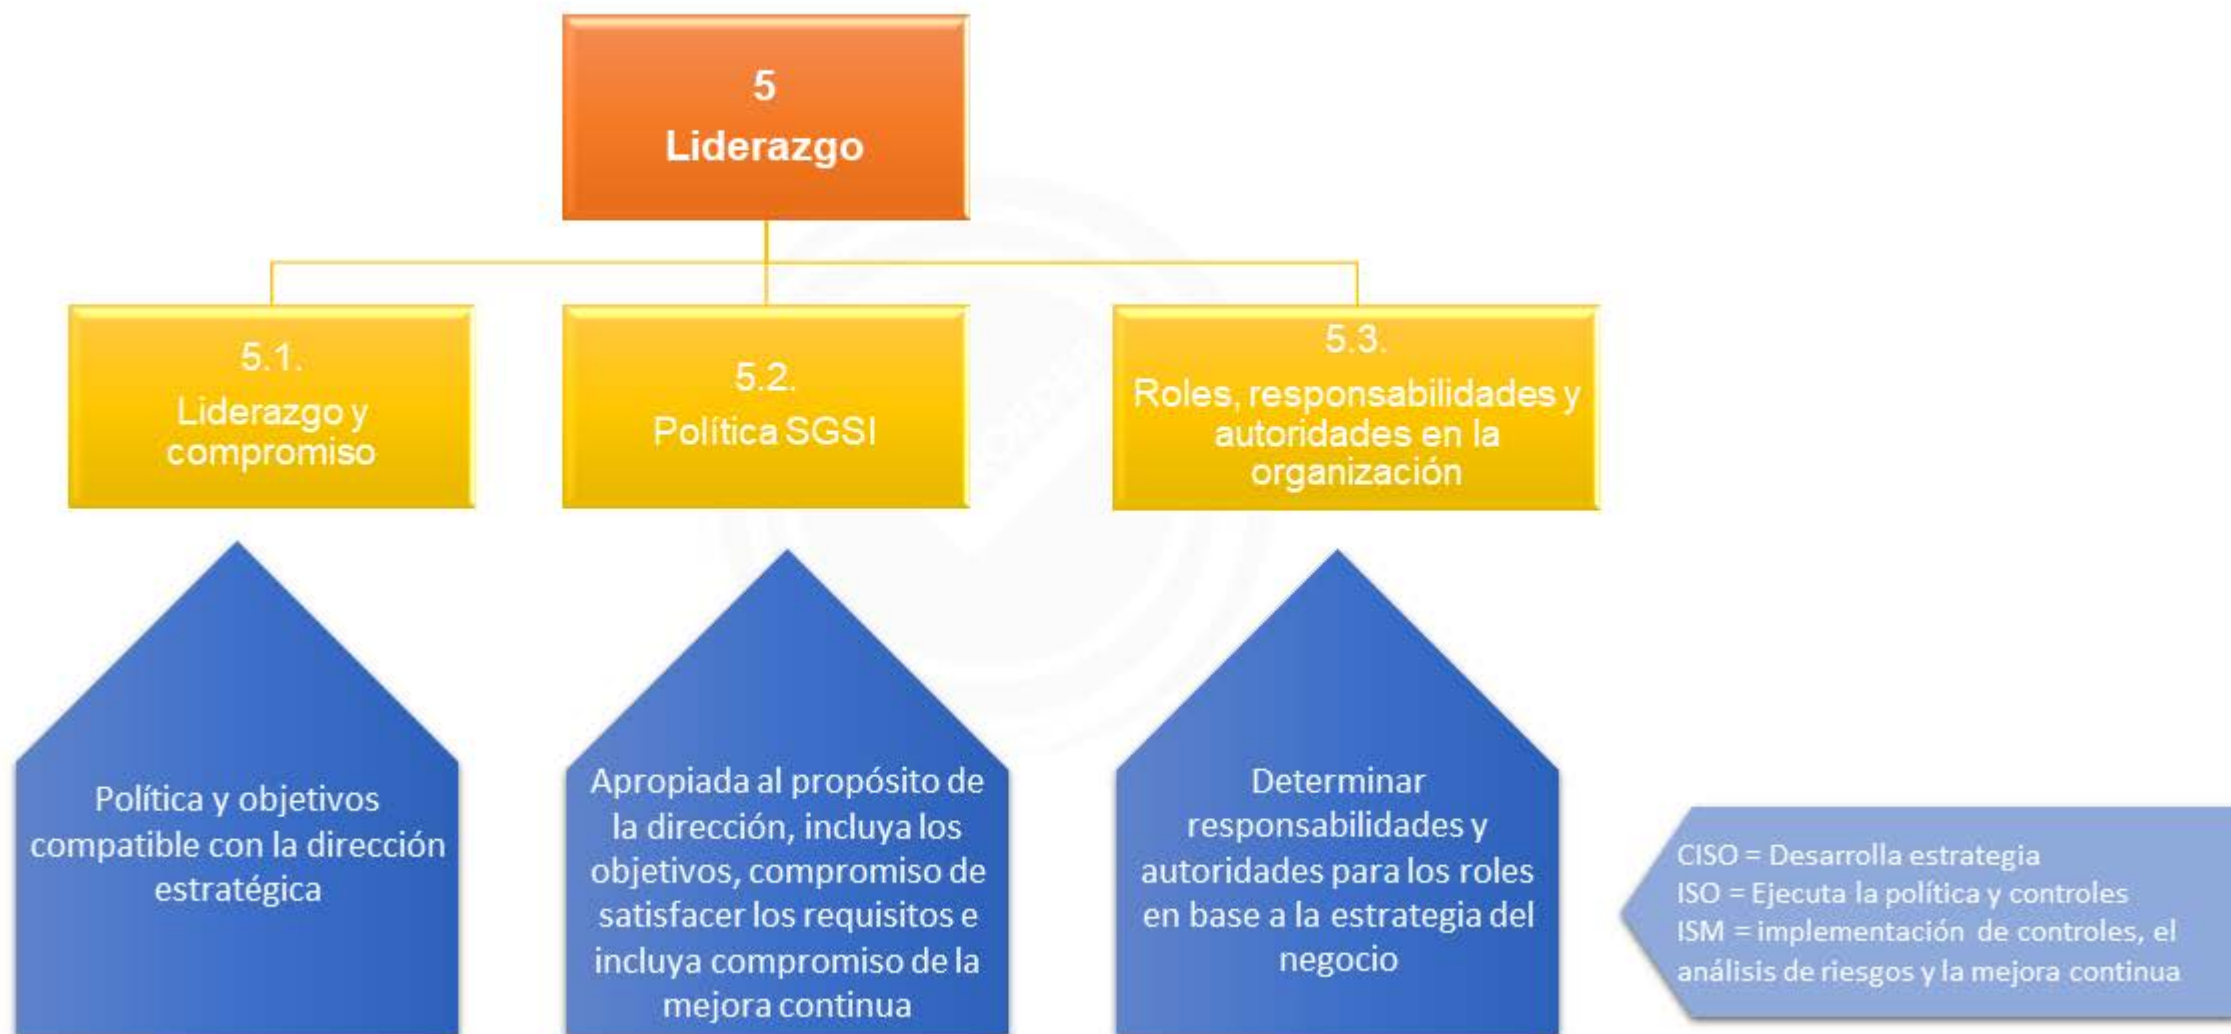 5
Liderazgo
5.1.
Liderazgo y
compromiso
5.2.
Política SGSI
5.3.
Roles, responsabilidades y
autoridades en la
organización
Política y objetivos
compatible con la dirección
estratégica
Apropiada al propósito de
la dirección, incluya los
objetivos, compromiso de
satisfacer los requisitos e
incluya compromiso de la
mejora continua
Determinar
responsabilidades y
autoridades para los roles
en base a la estrategia del
negocio
CISO = Desarrolla estrategia
ISO = Ejecuta la política y controles
ISM = implementación de controles, el
análisis de riesgos y la mejora continua